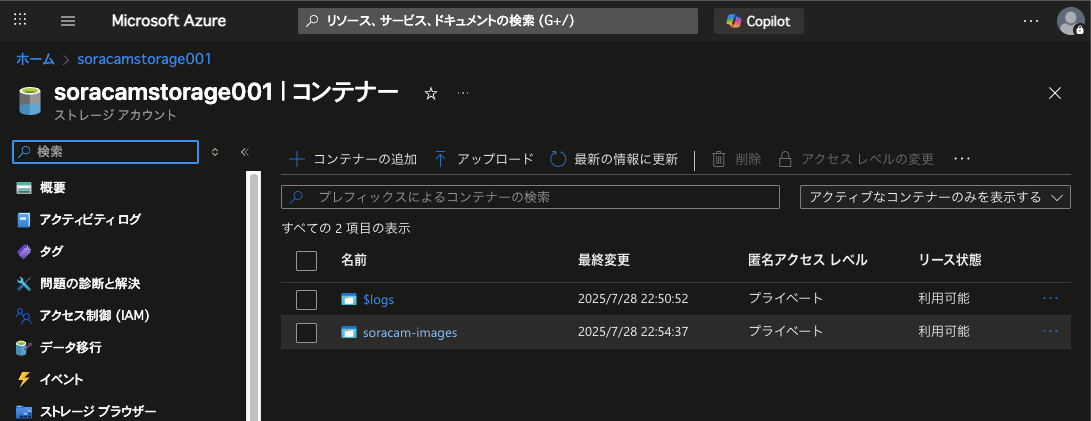 Microsoft Azure
リソース、サービス、ドキュメントの検索 (G+/)
Copilot
ホーム > soracamstorage001
soracamstorage001 | コンテナー
ストレージ アカウント
検索
概要
アクティビティ ログ
タグ
問題の診断と解決
アクセス制御 (IAM)
データ移行
イベント
ストレージ ブラウザー
コンテナーの追加 アップロード 最新の情報に更新 削除 アクセス レベルの変更
プレフィックスによるコンテナーの検索
アクティブなコンテナーのみを表示する
すべての 2 項目の表示
名前 最終変更 匿名アクセス レベル リース状態
$logs 2025/7/28 22:50:52 プライベート 利用可能
soracam-images 2025/7/28 22:54:37 プライベート 利用可能